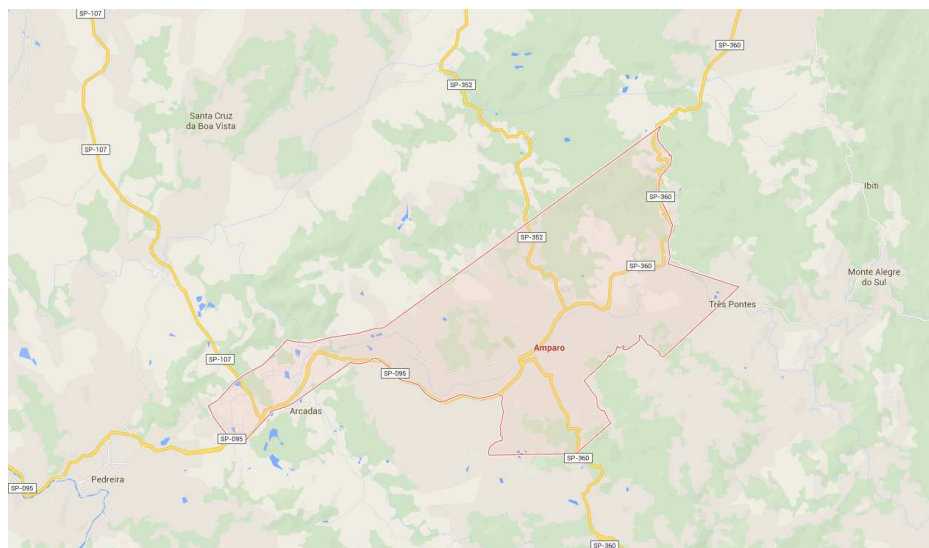 SP-107
SP-360
SP-352
Santa Cruz
da Boa Vista
SP-107
Ibiti
SP-360
SP-352
SP-360
Monte Alegre
do Sul
Três Pontes
Amparo
SP-107
SP-095
Arcadas
SP-095
SP-360
Pedreira
SP-095
SP-360